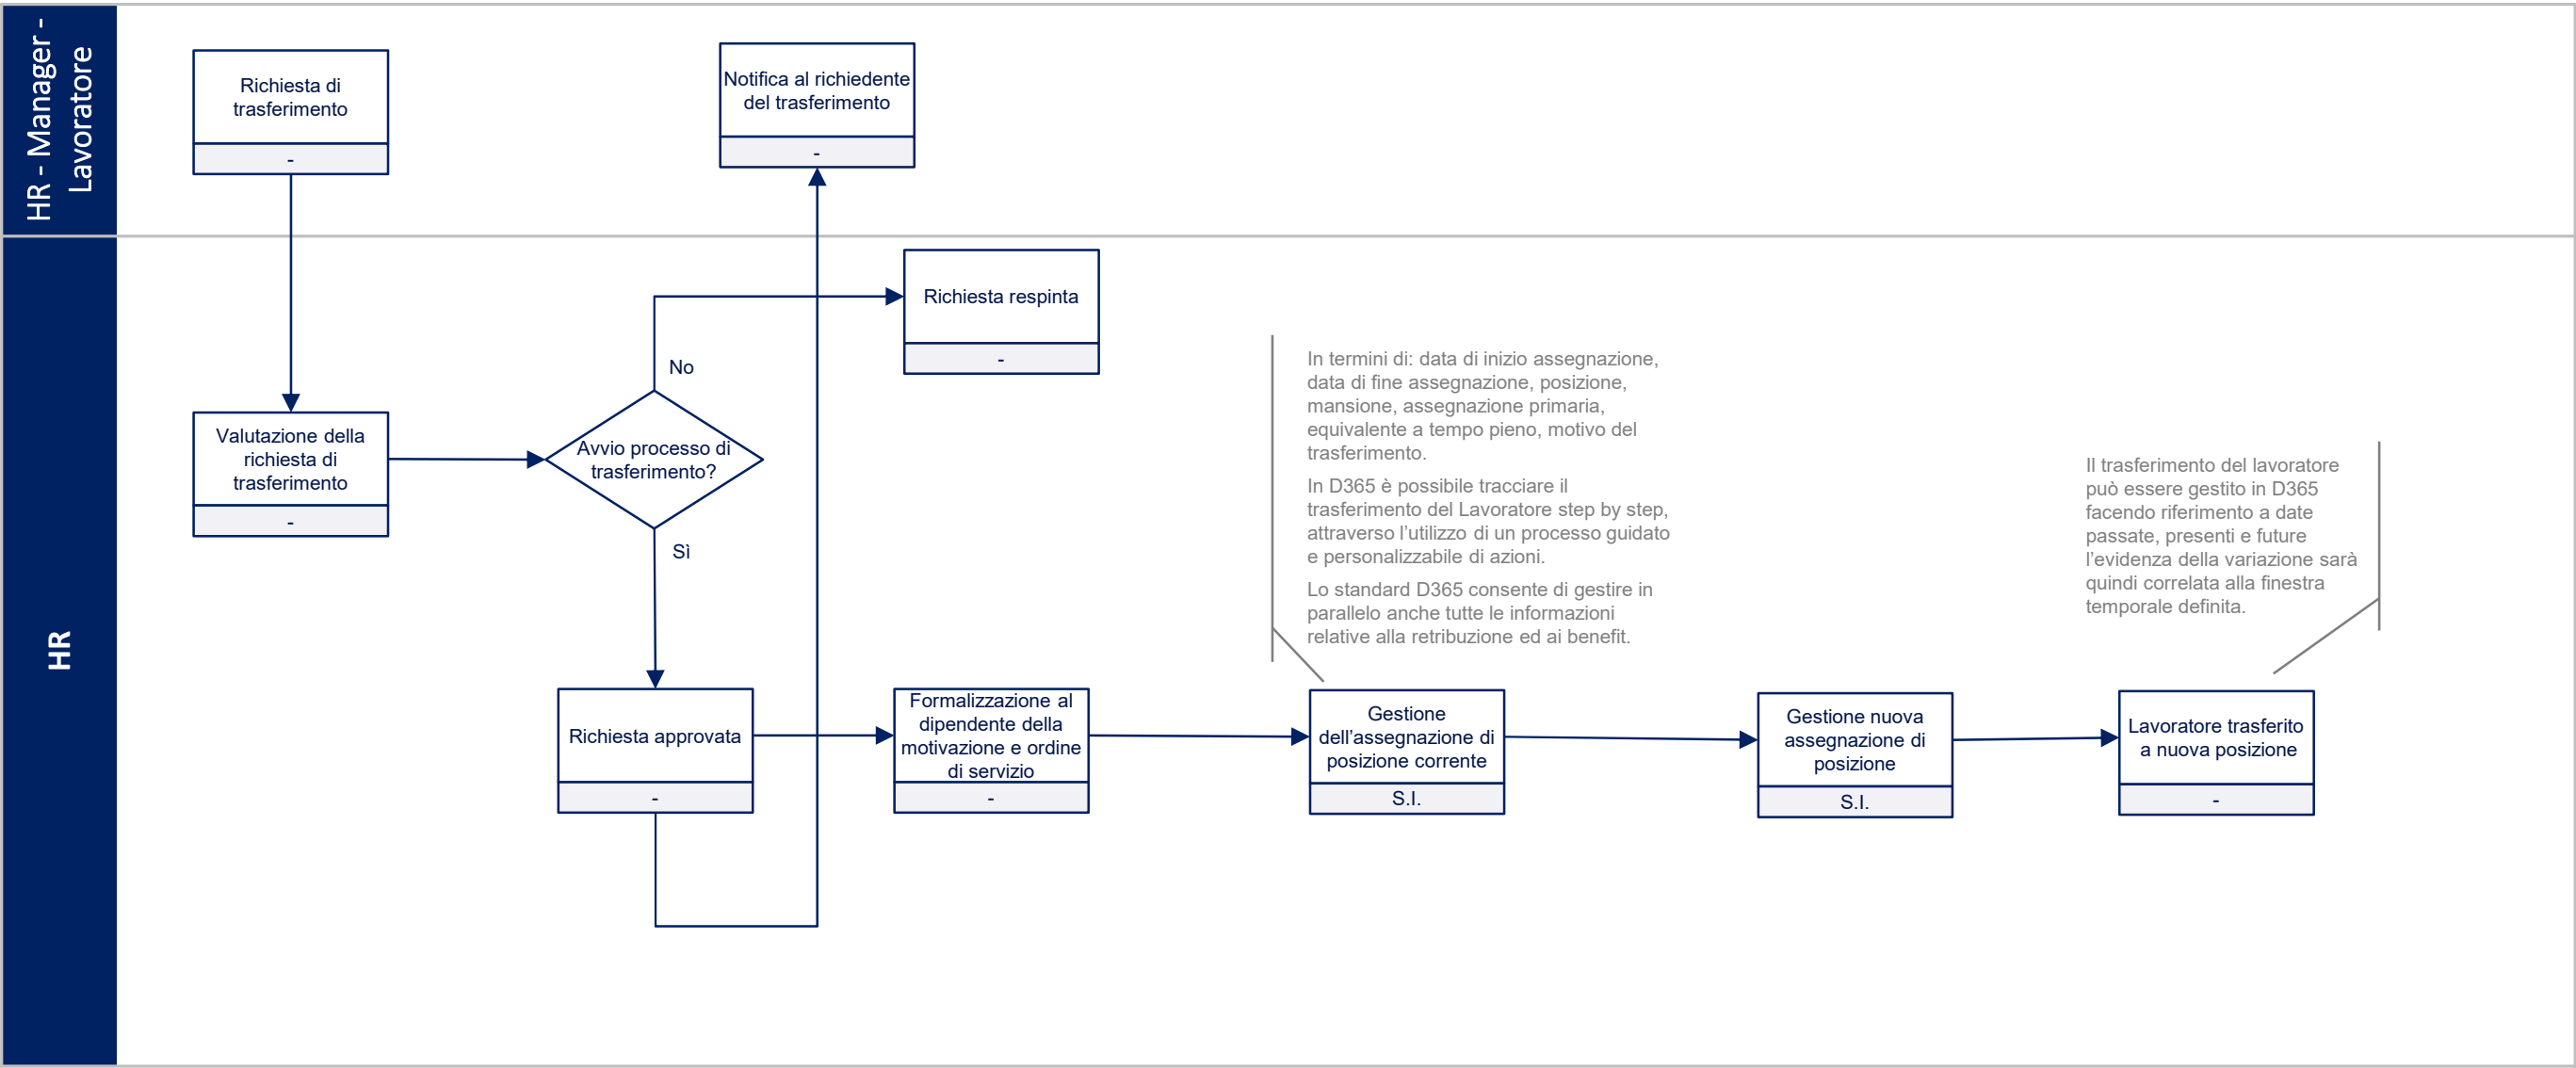 HR - Manager -
Lavoratore
Richiesta di
trasferimento
-
Notifica al richiedente
del trasferimento
-
HR
Richiesta respinta
-
No
Valutazione della
richiesta di
trasferimento
-
Avvio processo di
trasferimento?
Sì
In termini di: data di inizio assegnazione,
data di fine assegnazione, posizione,
mansione, assegnazione primaria,
equivalente a tempo pieno, motivo del
trasferimento.
In D365 è possibile tracciare il
trasferimento del Lavoratore step by step,
attraverso l'utilizzo di un processo guidato
e personalizzabile di azioni.
Lo standard D365 consente di gestire in
parallelo anche tutte le informazioni
relative alla retribuzione ed ai benefit.
Il trasferimento del lavoratore
può essere gestito in D365
facendo riferimento a date
passate, presenti e future
l'evidenza della variazione sarà
quindi correlata alla finestra
temporale definita.
Richiesta approvata
-
Formalizzazione al
dipendente della
motivazione e ordine
di servizio
-
Gestione
dell'assegnazione di
posizione corrente
S.I.
Gestione nuova
assegnazione di
posizione
S.I.
Lavoratore trasferito
a nuova posizione
-